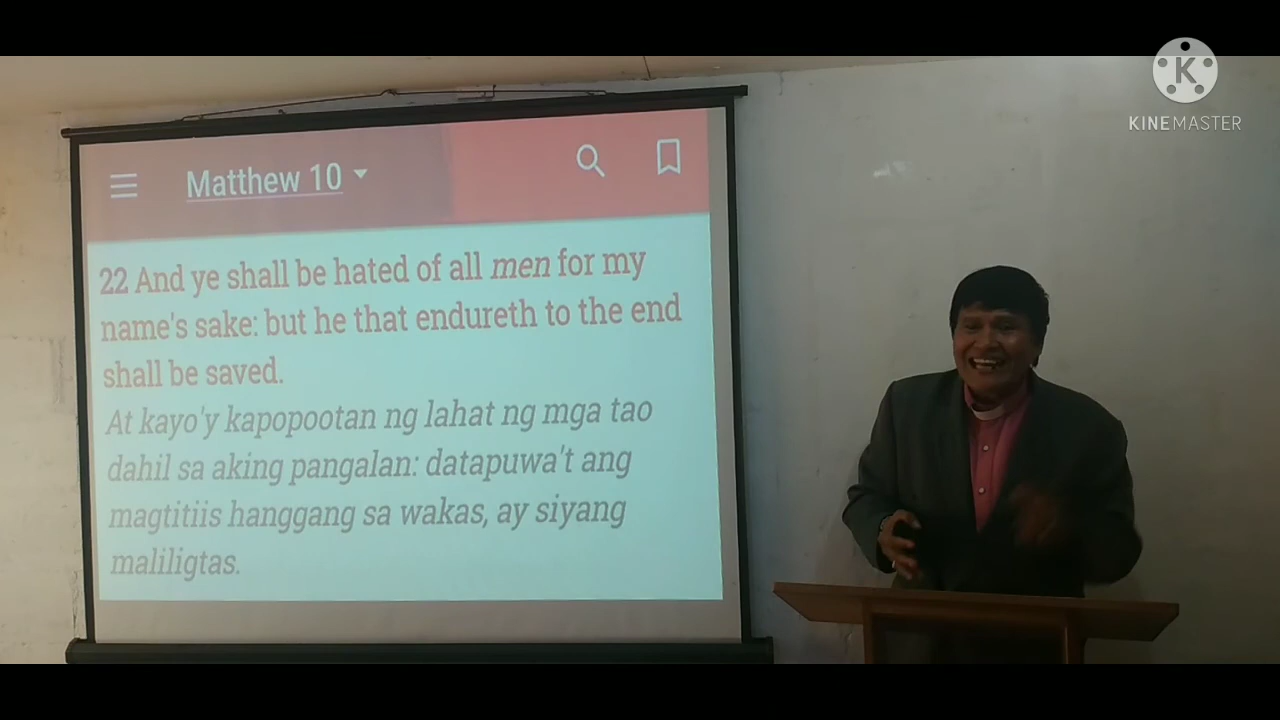 K
KINEMASTER
Matthew 10
22 And ye shall be hated of all men for my
name's sake: but he that endureth to the end
shall be saved.
At kayo'y kapopootan ng lahat ng mga tao
dahil sa aking pangalan: datapuwa't ang
magtitiis hanggang sa wakas, ay siyang
maliligtas.